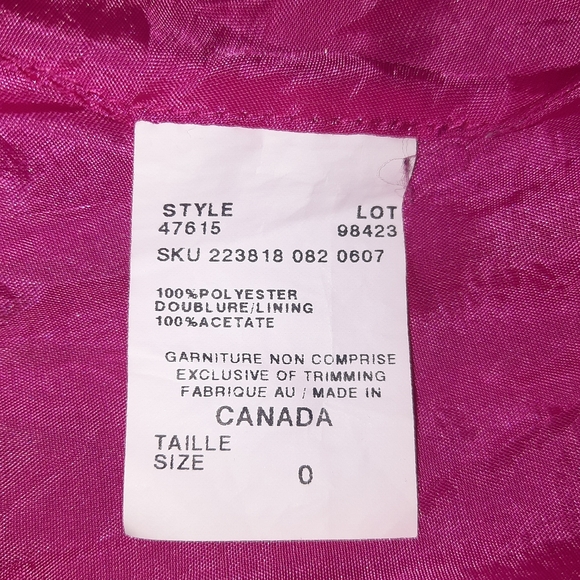 STYLE LOT
47615 98423
SKU 223818 082 0607
100%POLYESTER
DOUBLURE/LINING
100%ACETATE
GARNITURE NON COMPRISE
EXCLUSIVE OF TRIMMING
FABRIQUE AU / MADE IN
CANADA
TAILLE
SIZE 0